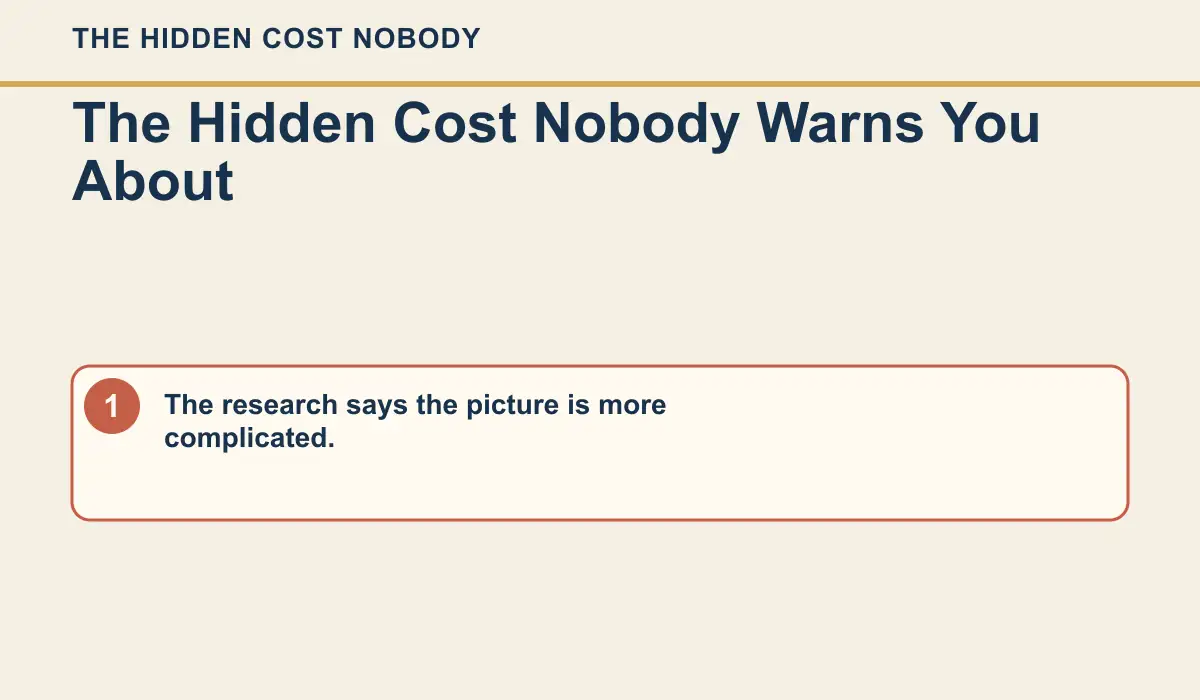 THE HIDDEN COST NOBODY
The Hidden Cost Nobody Warns You
About
1
The research says the picture is more
complicated.